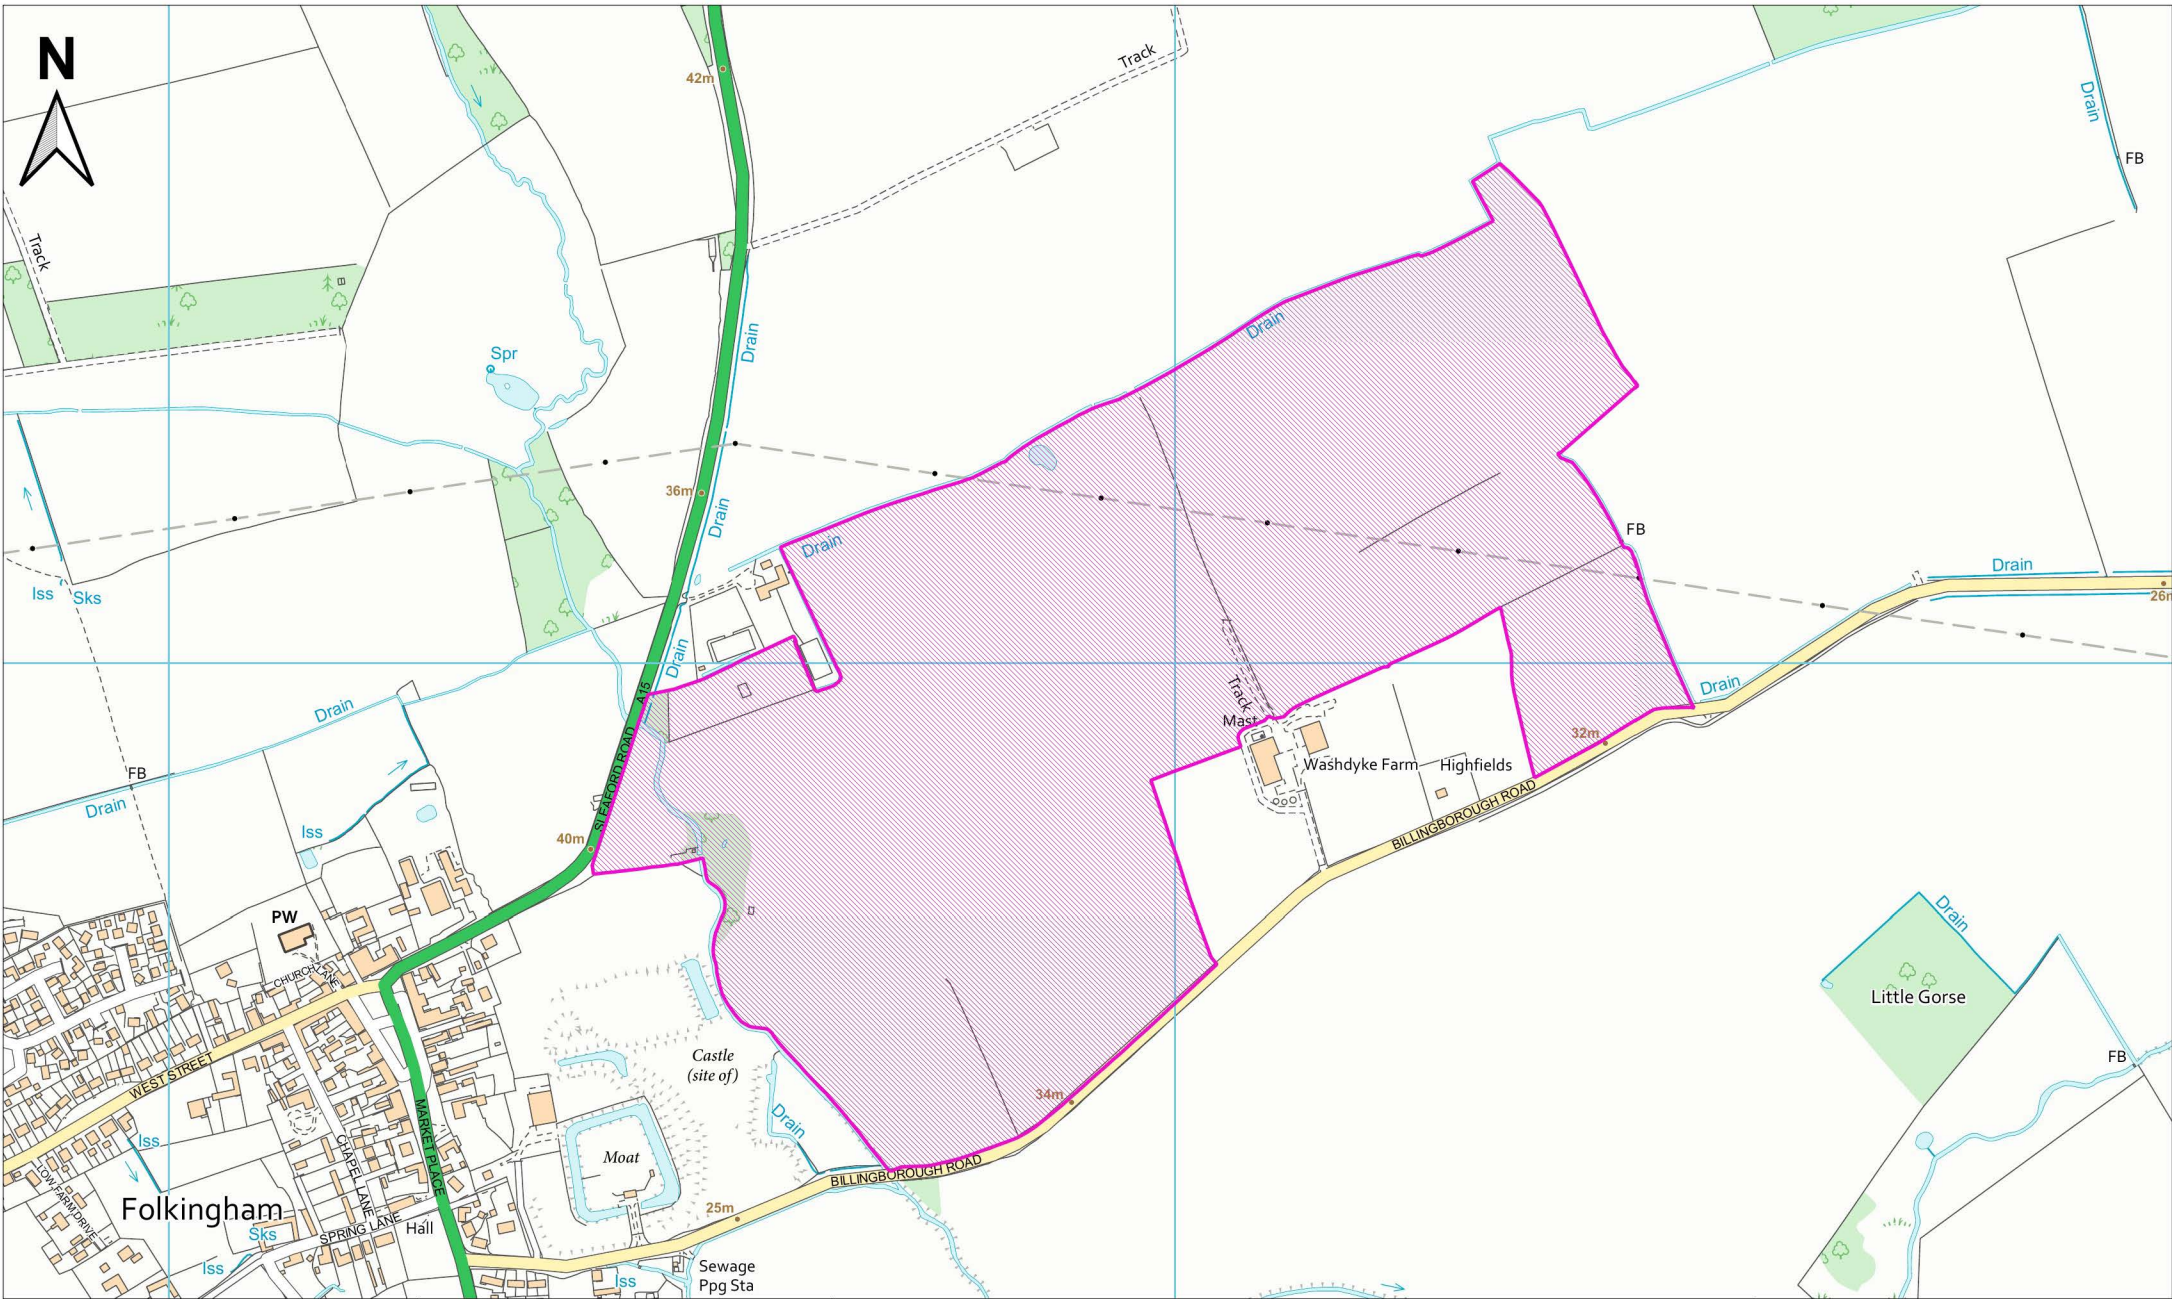 N
42m
Track
Drain
FB
Track
Drain
Drain
Spr
36m
Drain
Drain
FB
Iss
Sks
Drain
Drain
26m
Drain
Drain
A15
SLEAFORD ROAD
Track
Mast
32m
FB
Drain
Washdyke Farm
Highfields
BILLINGBOROUGH ROAD
Iss
40m
PW
CHURCH LANE
Drain
Little Gorse
Castle
(site of)
FB
WEST STREET
34m
Drain
MARKET PLACE
Iss
Moat
CHAPEL LANE
BILLINGBOROUGH ROAD
LOW FARM DRIVE
Folkingham
25m
SPRING LANE
Hall
Sks
Iss
Sewage
Ppg Sta
Iss